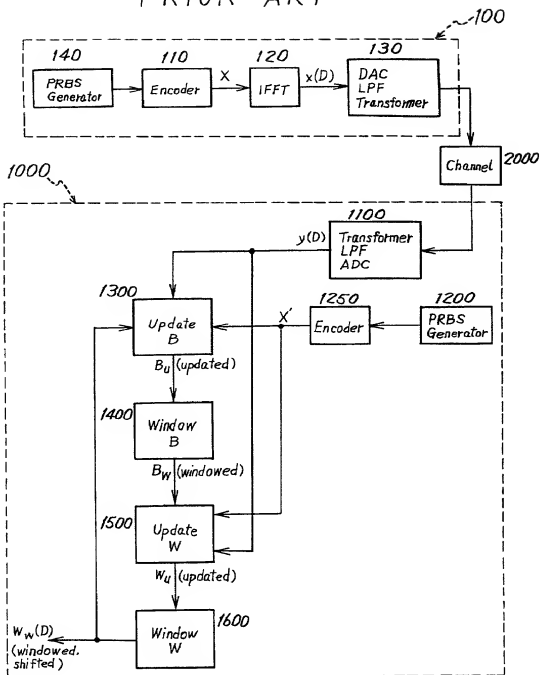 PRIOR ART
100
140
110
120
130
PRBS
Generator
Encoder
X
IFFT
x(D)
DAC
LPF
Transformer
Channel
2000
1000
1100
y(D)
Transformer
LPF
ADC
1300
1250
1200
Update
B
X'
Encoder
PRBS
Generator
Bu (updated)
1400
Window
B
Bw (windowed)
1500
Update
W
Wu (updated)
1600
Window
W
Ww(D)
(windowed.
shifted)